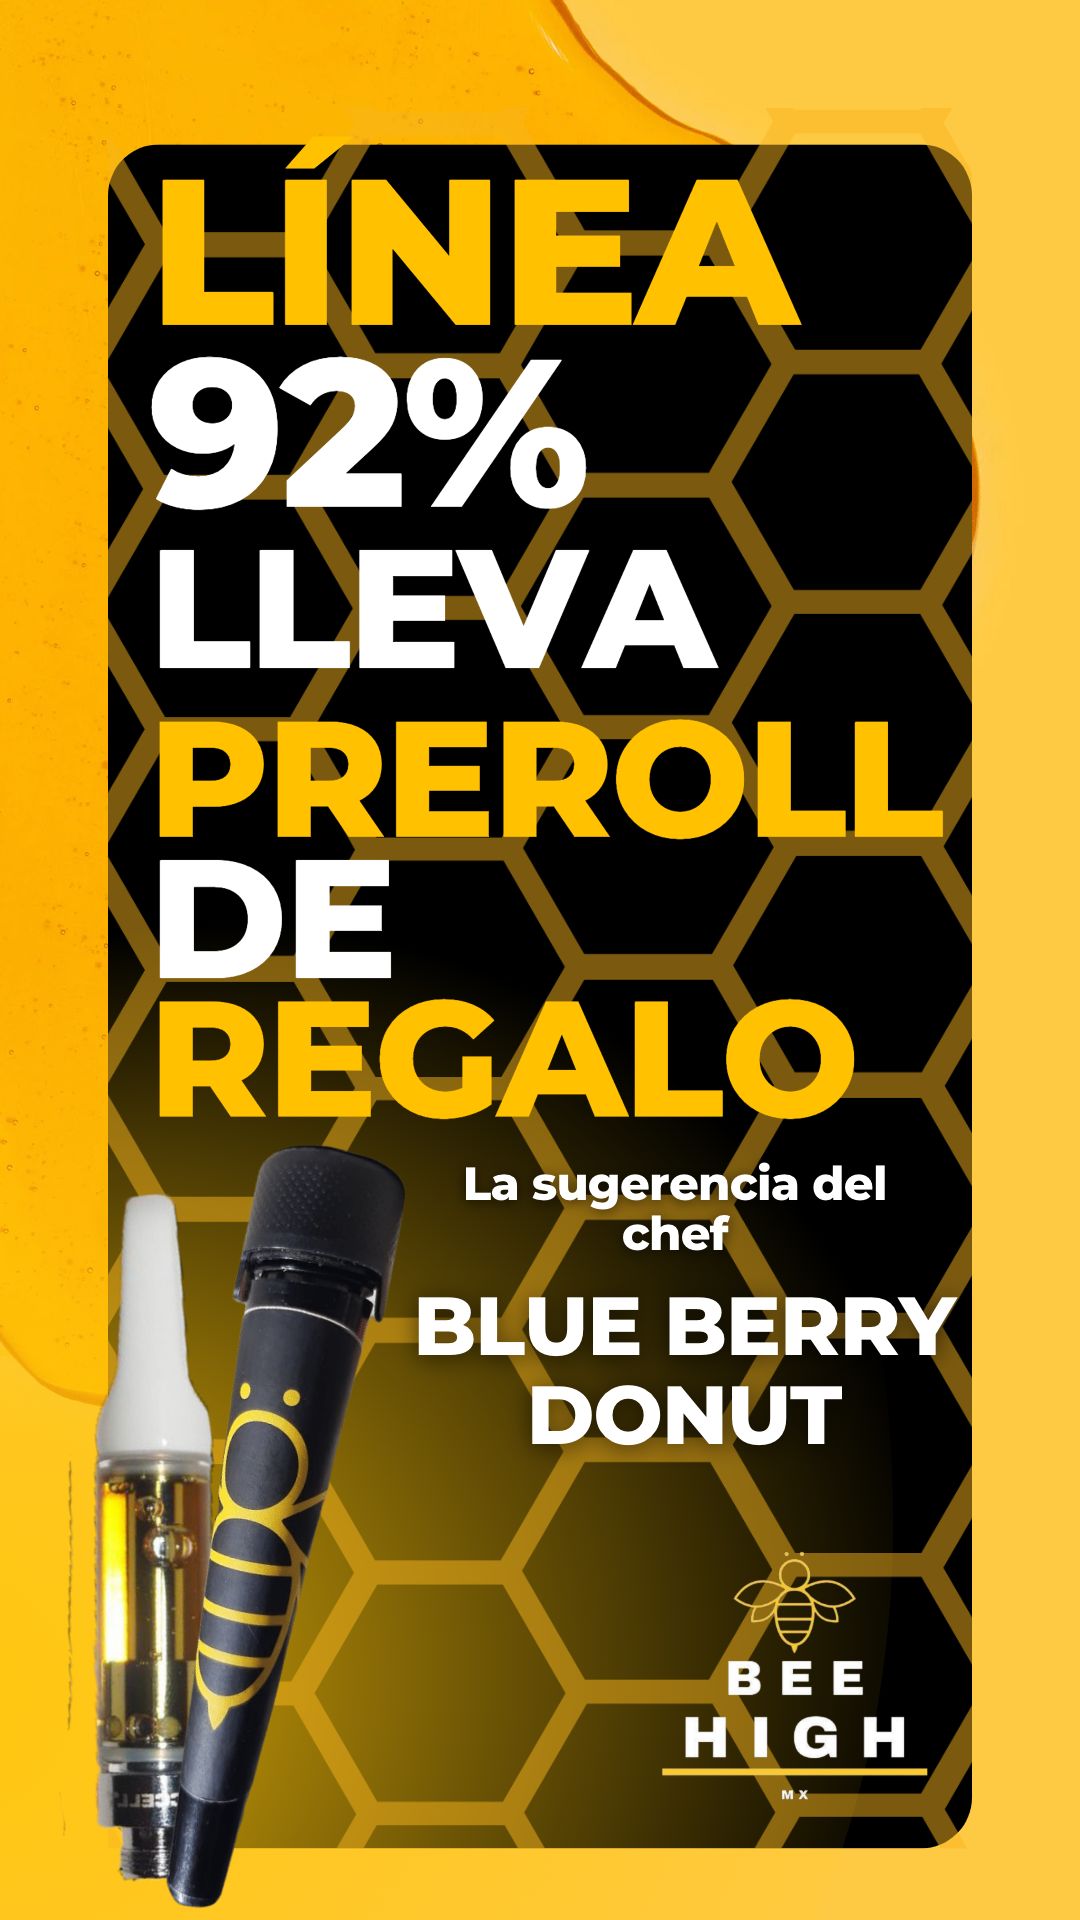 LÍNEA
92%
LLEVA
PREROLL
DE
REGALO
La sugerencia del
chef
BLUE BERRY
DONUT
BEE
HIGH
MX